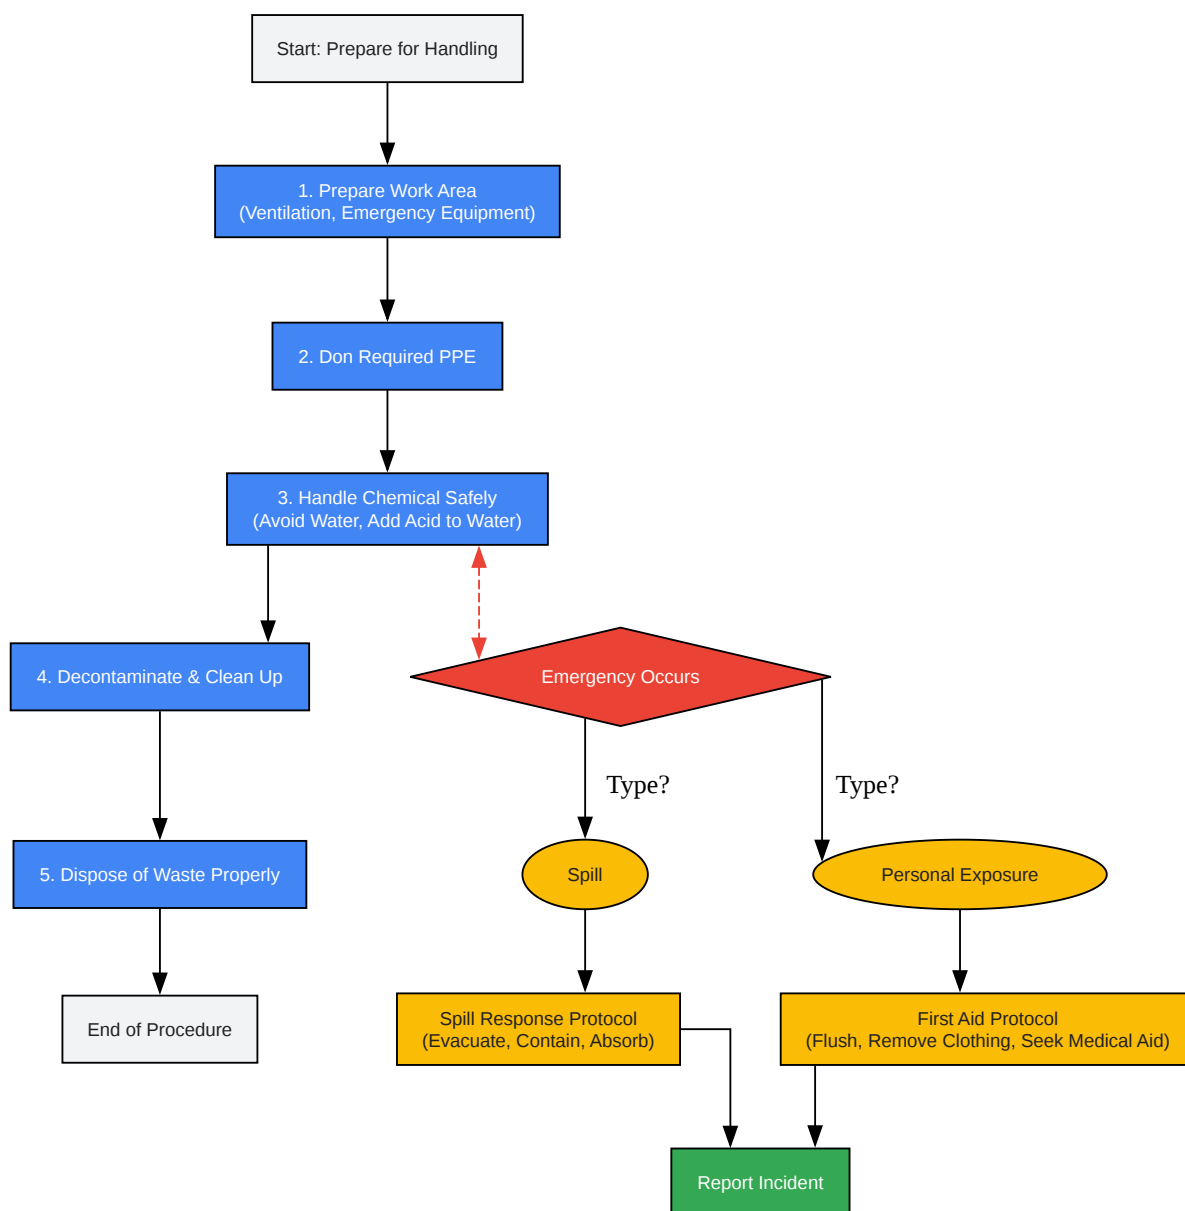 Start: Prepare for Handling
1. Prepare Work Area
(Ventilation, Emergency Equipment)
2. Don Required PPE
3. Handle Chemical Safely
(Avoid Water, Add Acid to Water)
4. Decontaminate & Clean Up
Emergency Occurs
Type?
Type?
5. Dispose of Waste Properly
Spill
Personal Exposure
End of Procedure
Spill Response Protocol
(Evacuate, Contain, Absorb)
First Aid Protocol
(Flush, Remove Clothing, Seek Medical Aid)
Report Incident